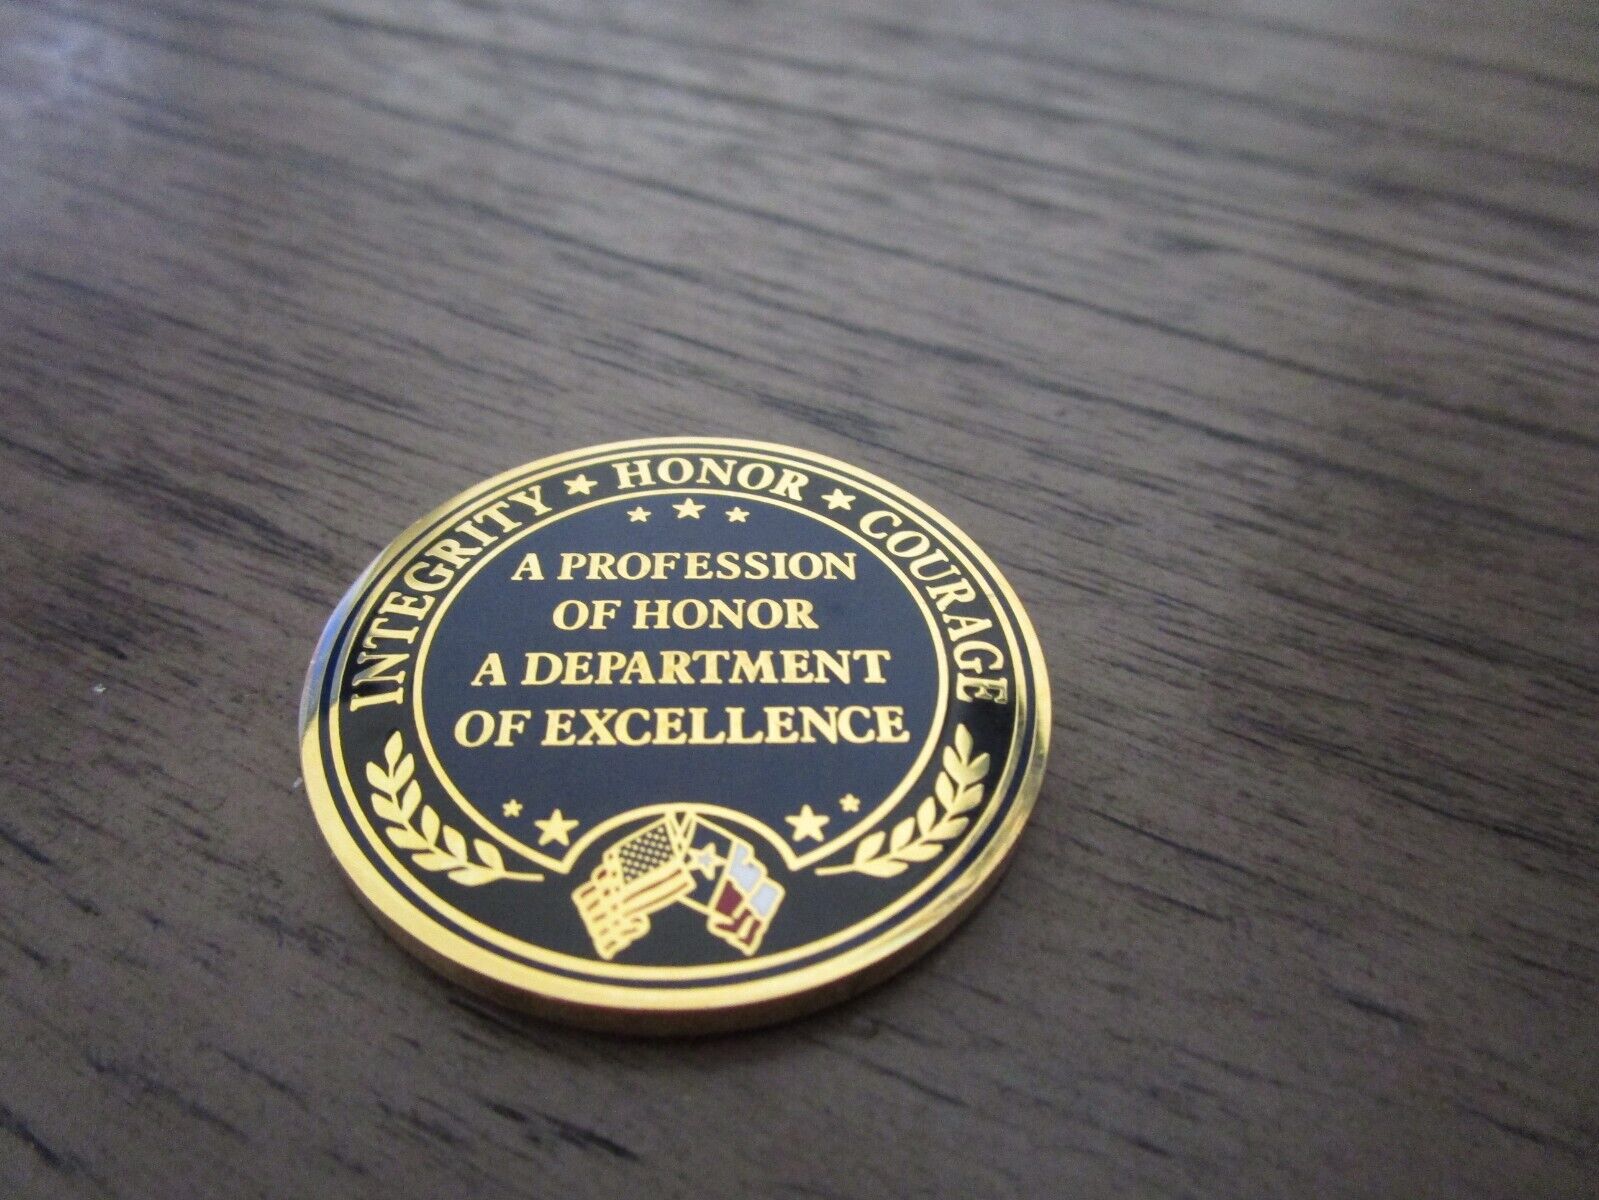 INTEGRITY ★ HONOR ★ COURAGE
A PROFESSION
OF HONOR
A DEPARTMENT
OF EXCELLENCE